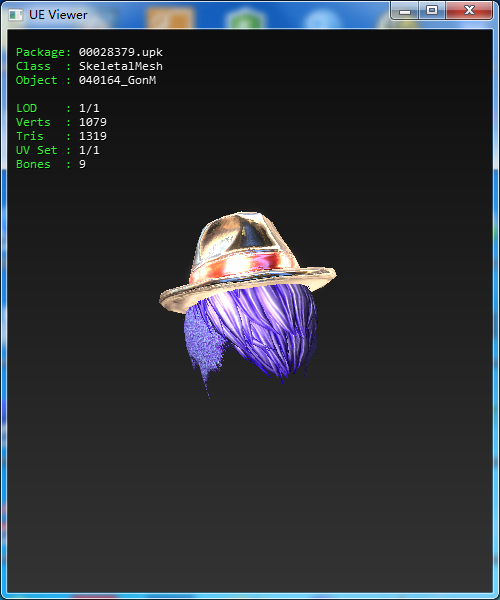 UE Viewer
Package: 00028379.upk
Class : SkeletalMesh
Object : 040164_GonM
LOD : 1/1
Verts : 1079
Tris : 1319
UV Set : 1/1
Bones : 9